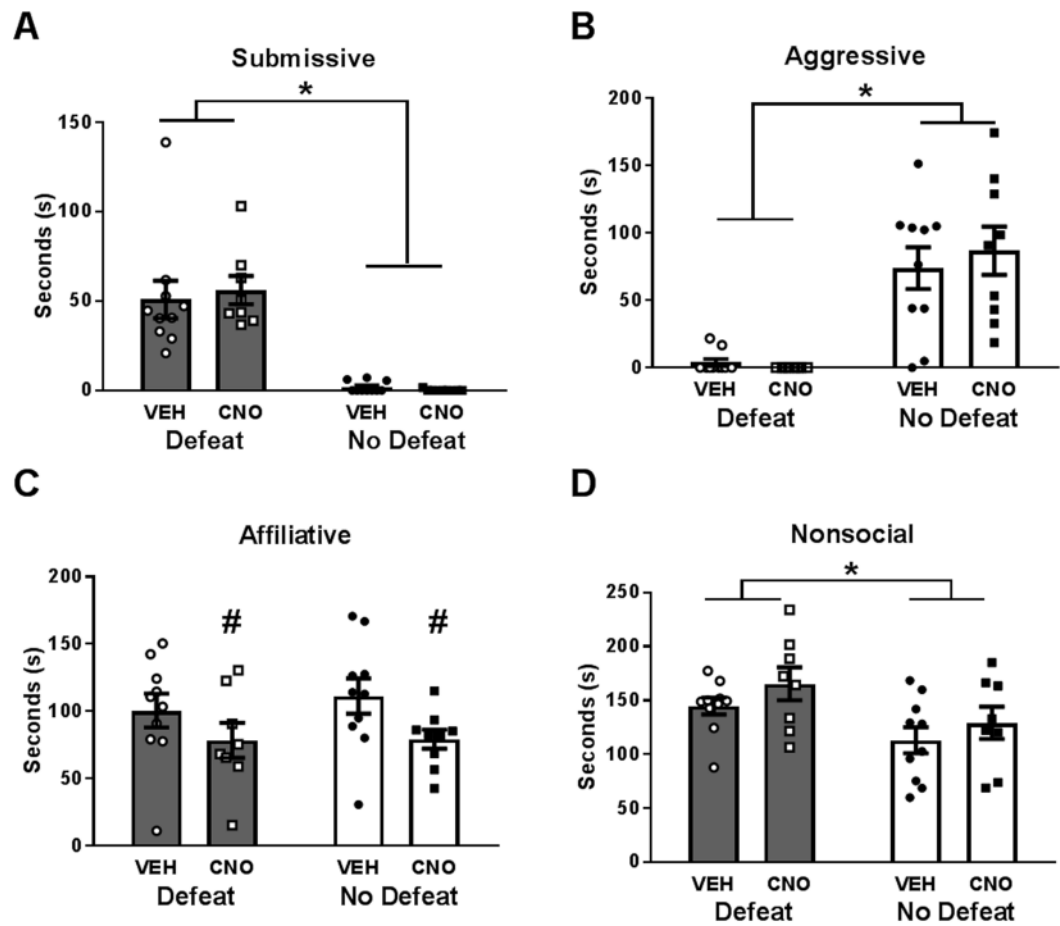 A
Submissive
*
150
100
50
0
Seconds (s)
VEH CNO VEH CNO
Defeat No Defeat
B
Aggressive
*
200
150
100
50
0
Seconds (s)
VEH CNO VEH CNO
Defeat No Defeat
C
Affiliative
200
150
100
50
0
Seconds (s)
# #
VEH CNO VEH CNO
Defeat No Defeat
D
Nonsocial
*
250
200
150
100
50
0
Seconds (s)
VEH CNO VEH CNO
Defeat No Defeat